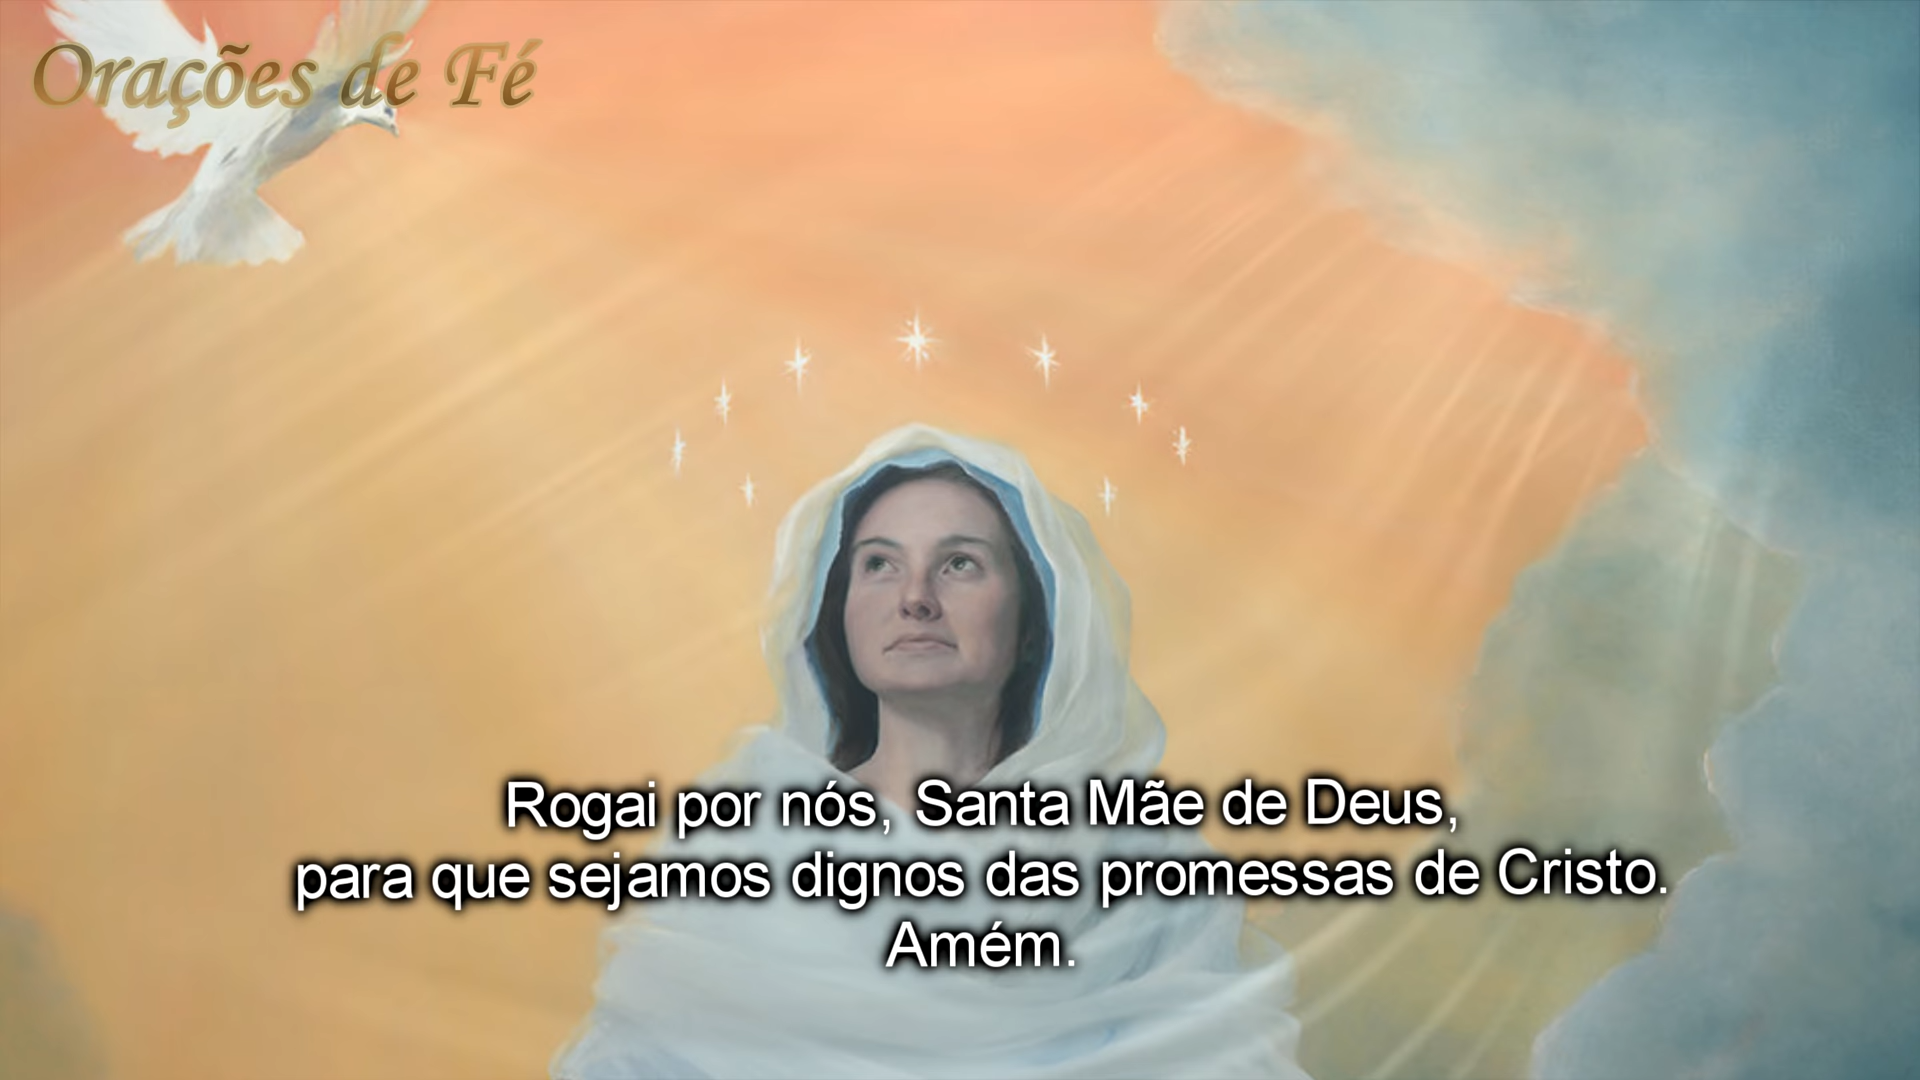 Orações de Fé
Rogai por nós, Santa Mãe de Deus,
para que sejamos dignos das promessas de Cristo.
Amém.